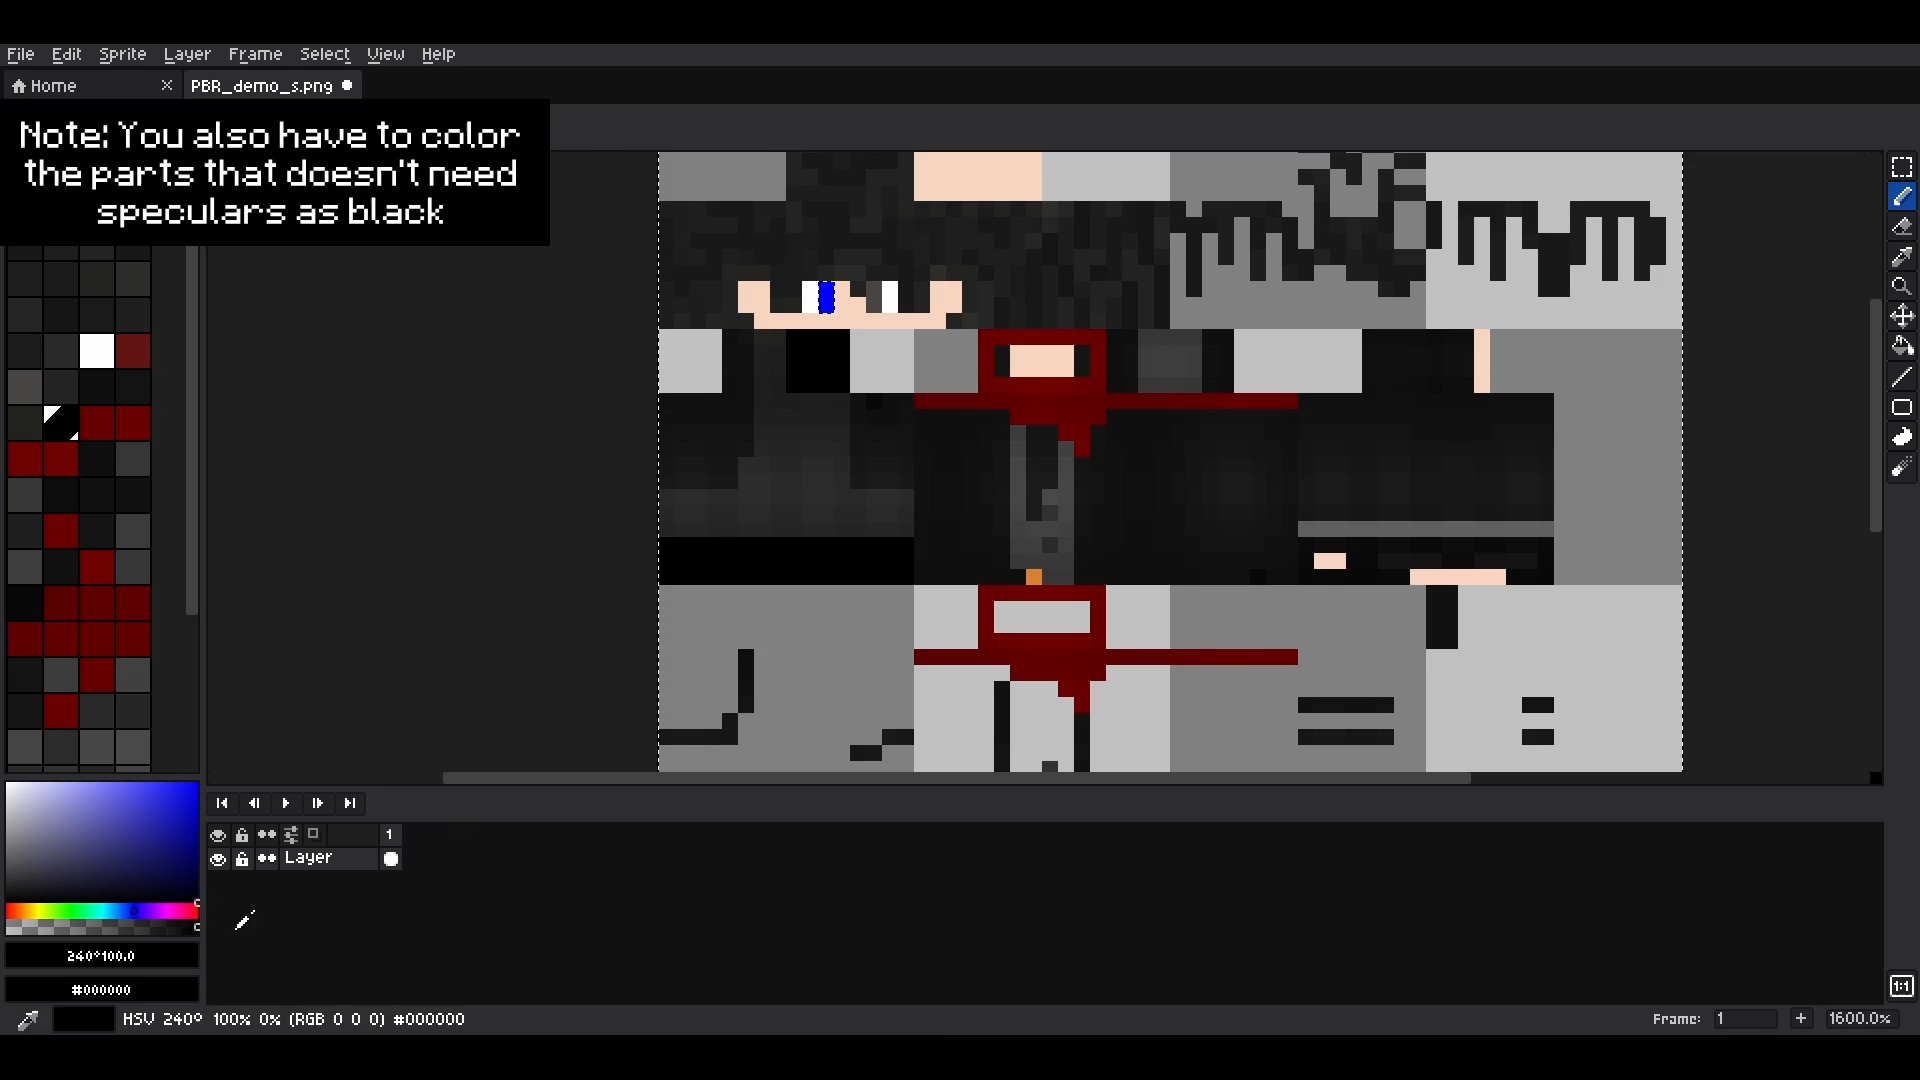 File Edit Sprite Layer Frame Select View Help
Home PBR_demo_s.png
Note: You also have to color
the parts that doesn't need
speculars as black
1
Layer
240°100.0
#000000
HSV 240° 100% 0% (RGB 0 0 0) #000000
Frame: 1 + 1600.0%
1:1